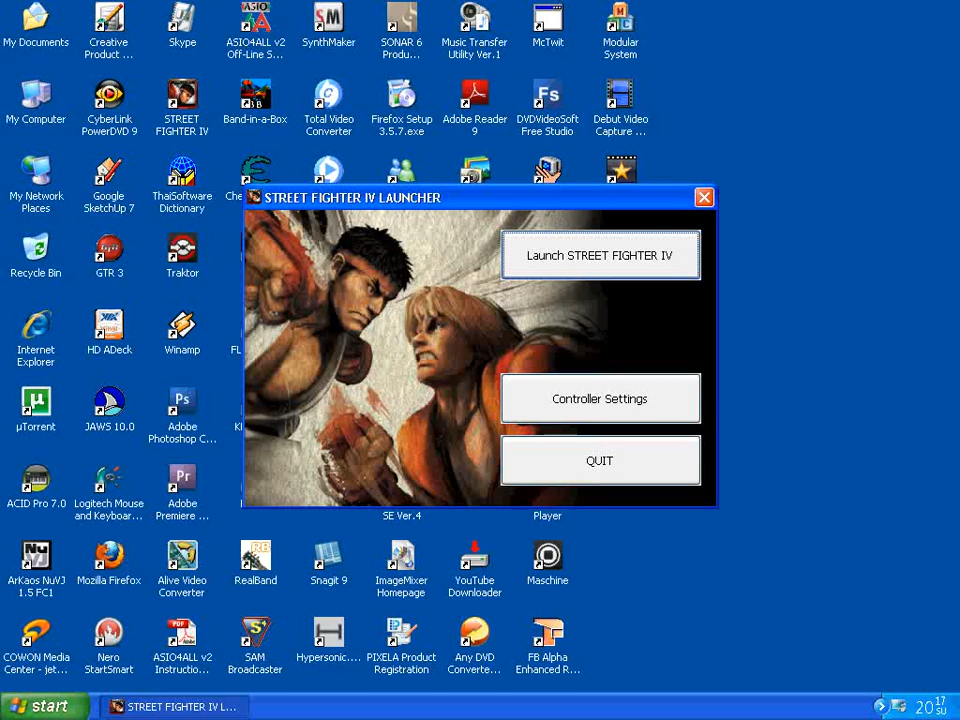 My Documents
Creative
Product ...
Skype
ASIO4ALL v2
Off-Line S...
SynthMaker
SONAR 6
Produ...
Music Transfer
Utility Ver.1
McTwit
Modular
System
My Computer
CyberLink
PowerDVD 9
STREET
FIGHTER IV
Band-in-a-Box
Total Video
Converter
Firefox Setup
3.5.7.exe
Adobe Reader
9
DVDVideoSoft
Free Studio
Debut Video
Capture ...
My Network
Places
Google
SketchUp 7
ThaiSoftware
Dictionary
STREET FIGHTER IV LAUNCHER
Launch STREET FIGHTER IV
Controller Settings
QUIT
Recycle Bin
GTR 3
Traktor
Internet
Explorer
HD ADeck
Winamp
FL
µTorrent
JAWS 10.0
Adobe
Photoshop C...
ACID Pro 7.0
Logitech Mouse
and Keyboar...
Adobe
Premiere ...
SE Ver.4
Player
ArKaos NuVJ
1.5 FC1
Mozilla Firefox
Alive Video
Converter
RealBand
Snagit 9
ImageMixer
Homepage
YouTube
Downloader
Maschine
COWON Media
Center - jet...
Nero
StartSmart
ASIO4ALL v2
Instructio...
SAM
Broadcaster
Hypersonic....
PIXELA Product
Registration
Any DVD
Converte...
FB Alpha
Enhanced R...
start
STREET FIGHTER IV L...
20 17
SU